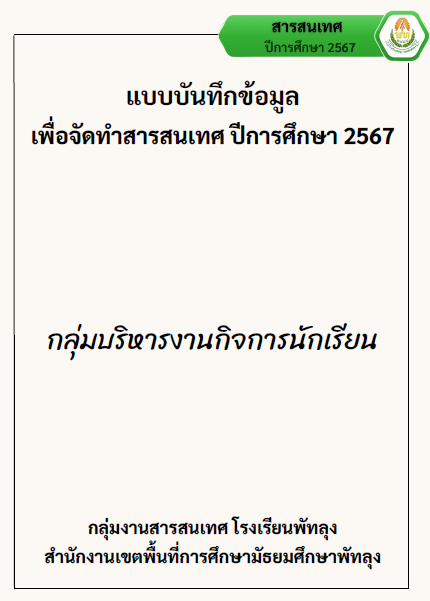 สารสนเทศ
ปีการศึกษา 2567
แบบบันทึกข้อมูล
เพื่อจัดทำสารสนเทศ ปีการศึกษา 2567
กลุ่มบริหารงานกิจการนักเรียน
กลุ่มงานสารสนเทศ โรงเรียนพัทลุง
สำนักงานเขตพื้นที่การศึกษามัธยมศึกษาพัทลุง